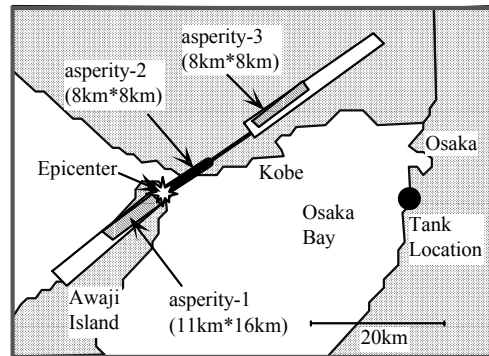 asperity-3
(8km*8km)
asperity-2
(8km*8km)
Epicenter
Kobe
Osaka
Osaka
Bay
Tank
Location
Awaji
Island
asperity-1
(11km*16km)
20km